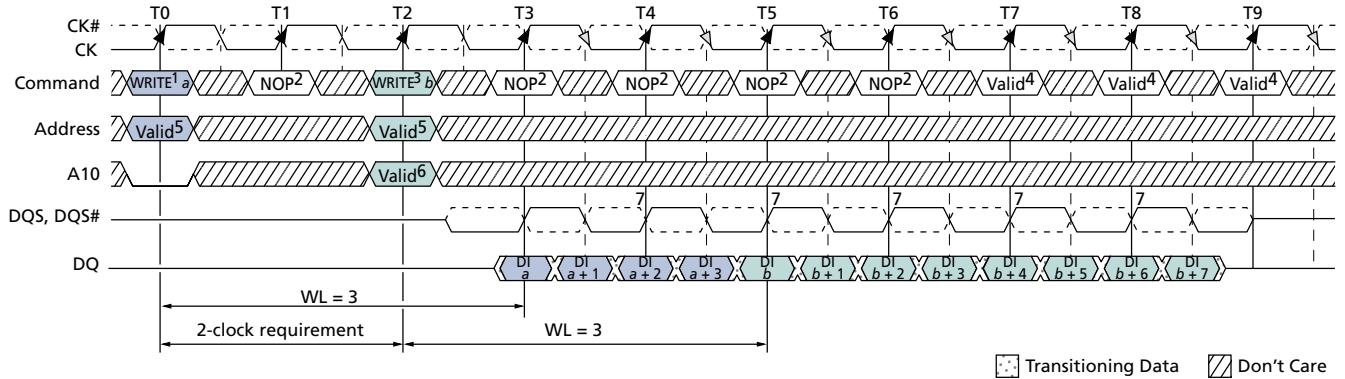 T0 T1 T2 T3 T4 T5 T6 T7 T8 T9
CK#
CK
Command WRITE1 a NOP2 WRITE3 b NOP2 NOP2 NOP2 NOP2 Valid4 Valid4 Valid4
Address Valid5 Valid5
A10 Valid6
7 7 7 7 7
DQS, DQS#
DQ DI a DI a + 1 DI a + 2 DI a + 3 DI b DI b + 1 DI b + 2 DI b + 3 DI b + 4 DI b + 5 DI b + 6 DI b + 7
WL = 3
2-clock requirement WL = 3
Transitioning Data Don't Care